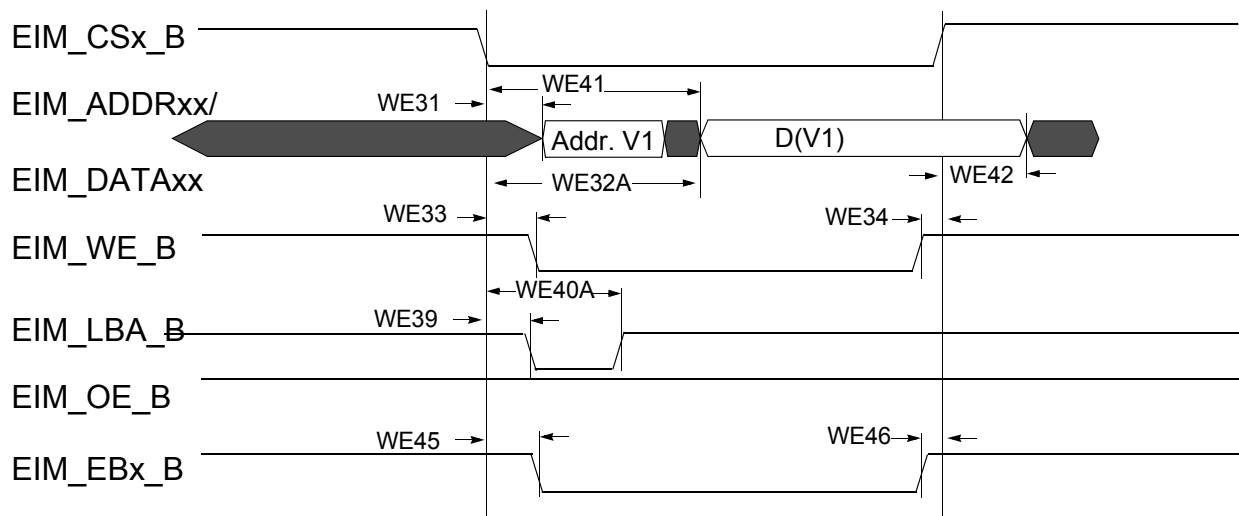 EIM_CSx_B
WE41
EIM_ADDRxx/
WE31
Addr. V1
D(V1)
EIM_DATAxx
WE32A
WE42
WE33
WE34
EIM_WE_B
WE40A
EIM_LBA_B
WE39
EIM_OE_B
WE45
WE46
EIM_EBx_B